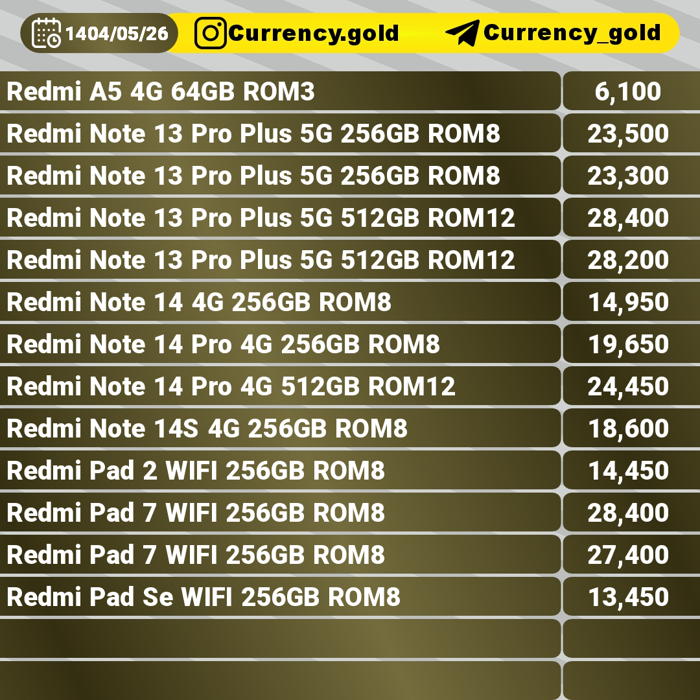 1404/05/26 Currency.gold Currency_gold
Redmi A5 4G 64GB ROM3 6,100
Redmi Note 13 Pro Plus 5G 256GB ROM8 23,500
Redmi Note 13 Pro Plus 5G 256GB ROM8 23,300
Redmi Note 13 Pro Plus 5G 512GB ROM12 28,400
Redmi Note 13 Pro Plus 5G 512GB ROM12 28,200
Redmi Note 14 4G 256GB ROM8 14,950
Redmi Note 14 Pro 4G 256GB ROM8 19,650
Redmi Note 14 Pro 4G 512GB ROM12 24,450
Redmi Note 14S 4G 256GB ROM8 18,600
Redmi Pad 2 WIFI 256GB ROM8 14,450
Redmi Pad 7 WIFI 256GB ROM8 28,400
Redmi Pad 7 WIFI 256GB ROM8 27,400
Redmi Pad Se WIFI 256GB ROM8 13,450